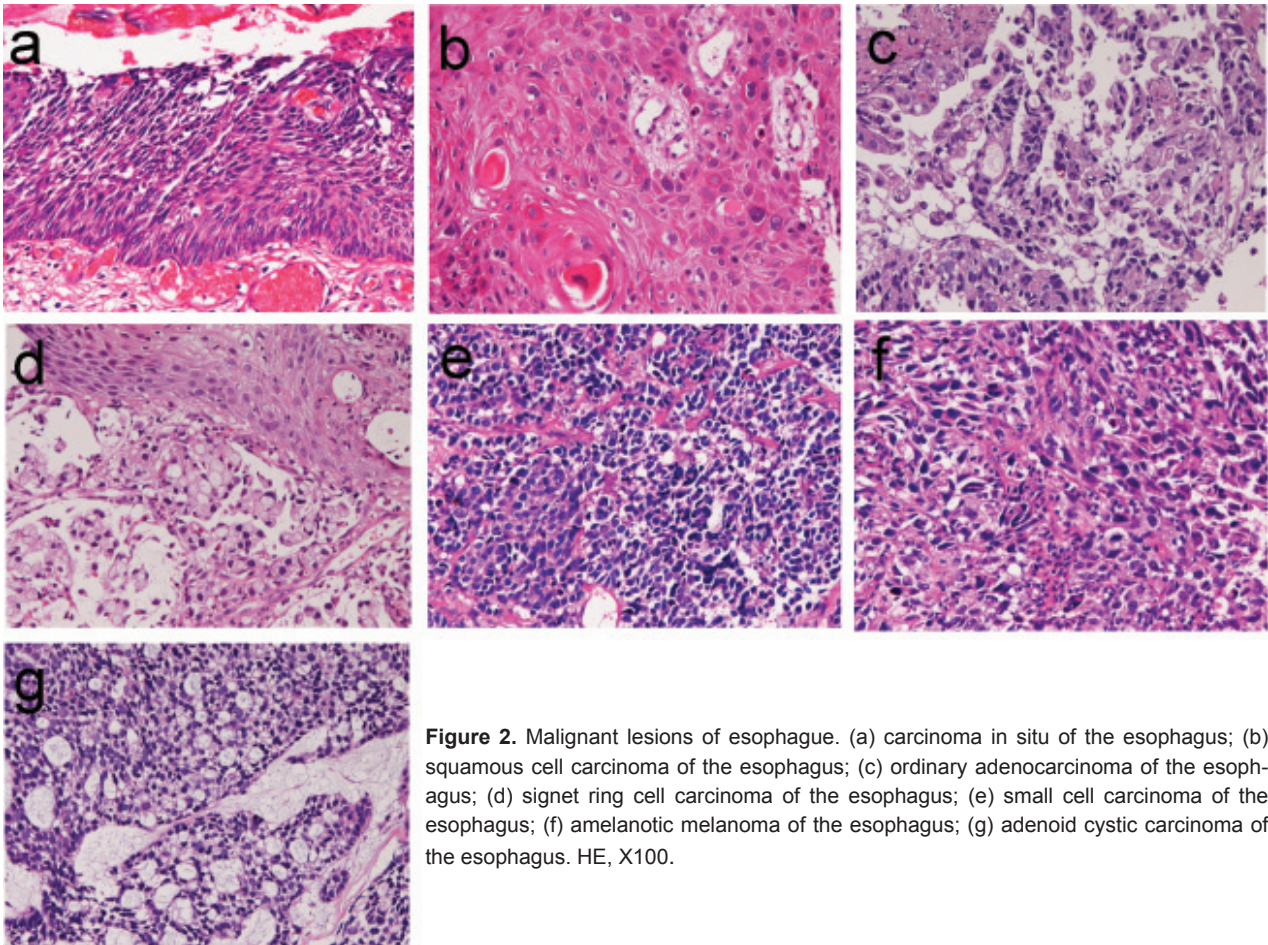 a
b
c
d
e
f
g
Figure 2. Malignant lesions of esophague. (a) carcinoma in situ of the esophagus; (b)
squamous cell carcinoma of the esophagus; (c) ordinary adenocarcinoma of the esoph-
agus; (d) signet ring cell carcinoma of the esophagus; (e) small cell carcinoma of the
esophagus; (f) amelanotic melanoma of the esophagus; (g) adenoid cystic carcinoma of
the esophagus. HE, X100.